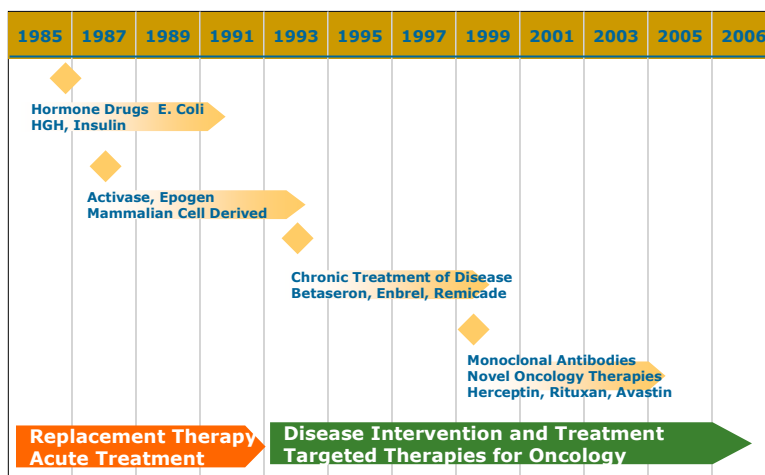 1985 1987 1989 1991 1993 1995 1997 1999 2001 2003 2005 2006
Hormone Drugs E. Coli
HGH, Insulin
Activase, Epogen
Mammalian Cell Derived
Chronic Treatment of Disease
Betaseron, Enbrel, Remicade
Monoclonal Antibodies
Novel Oncology Therapies
Herceptin, Rituxan, Avastin
Replacement Therapy
Acute Treatment
Disease Intervention and Treatment
Targeted Therapies for Oncology